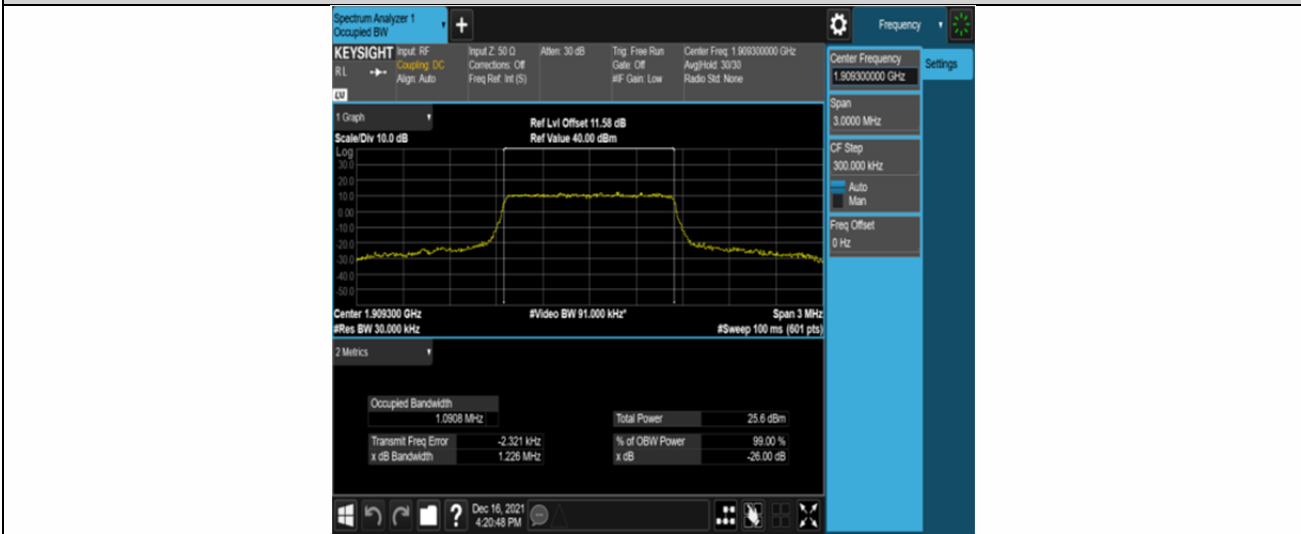 Spectrum Analyzer 1
Occupied BW
+
Frequency
KEYSIGHT
RL
LXI
Input: RF
Coupling: DC
Align: Auto
Input Z: 50 Ω
Corrections: Off
Freq Ref: Int (S)
Atten: 30 dB
Trig: Free Run
Gate: Off
#IF Gain: Low
Center Freq: 1.909300000 GHz
Avg|Hold: 30/30
Radio Std: None
Center Frequency
1.909300000 GHz
Settings
Span
3.0000 MHz
CF Step
300.000 kHz
Auto
Man
Freq Offset
0 Hz
1 Graph
Scale/Div 10.0 dB
Ref Lvl Offset 11.58 dB
Ref Value 40.00 dBm
Log
30.0
20.0
10.0
0.00
-10.0
-20.0
-30.0
-40.0
-50.0
Center 1.909300 GHz
#Res BW 30.000 kHz
#Video BW 91.000 kHz*
Span 3 MHz
#Sweep 100 ms (601 pts)
2 Metrics
Occupied Bandwidth
1.0908 MHz
Transmit Freq Error -2.321 kHz
x dB Bandwidth 1.226 MHz
Total Power 25.6 dBm
% of OBW Power 99.00 %
x dB -26.00 dB
?
Dec 16, 2021
4:20:48 PM